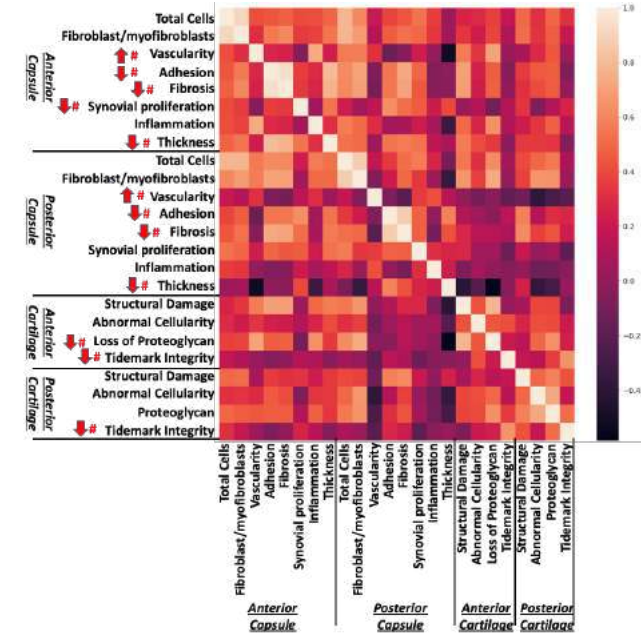 Total Cells
Fibroblast/myofibroblasts
# Vascularity
# Adhesion
# Fibrosis
# Synovial proliferation
Inflammation
# Thickness
Anterior
Capsule
Total Cells
Fibroblast/myofibroblasts
# Vascularity
# Adhesion
# Fibrosis
Synovial proliferation
Inflammation
# Thickness
Posterior
Capsule
Structural Damage
Abnormal Cellularity
# Loss of Proteoglycan
# Tidemark Integrity
Anterior
Cartilage
Structural Damage
Abnormal Cellularity
Proteoglycan
# Tidemark Integrity
Posterior
Cartilage
1.0
0.8
0.6
0.4
0.2
0.0
-0.2
-0.4
Total Cells
Fibroblast/myofibroblasts
Vascularity
Adhesion
Fibrosis
Synovial proliferation
Inflammation
Thickness
Total Cells
Fibroblast/myofibroblasts
Vascularity
Adhesion
Fibrosis
Synovial proliferation
Inflammation
Thickness
Structural Damage
Abnormal Cellularity
Loss of Proteoglycan
Tidemark Integrity
Structural Damage
Abnormal Cellularity
Proteoglycan
Tidemark Integrity
Anterior
Capsule
Posterior
Capsule
Anterior
Cartilage
Posterior
Cartilage